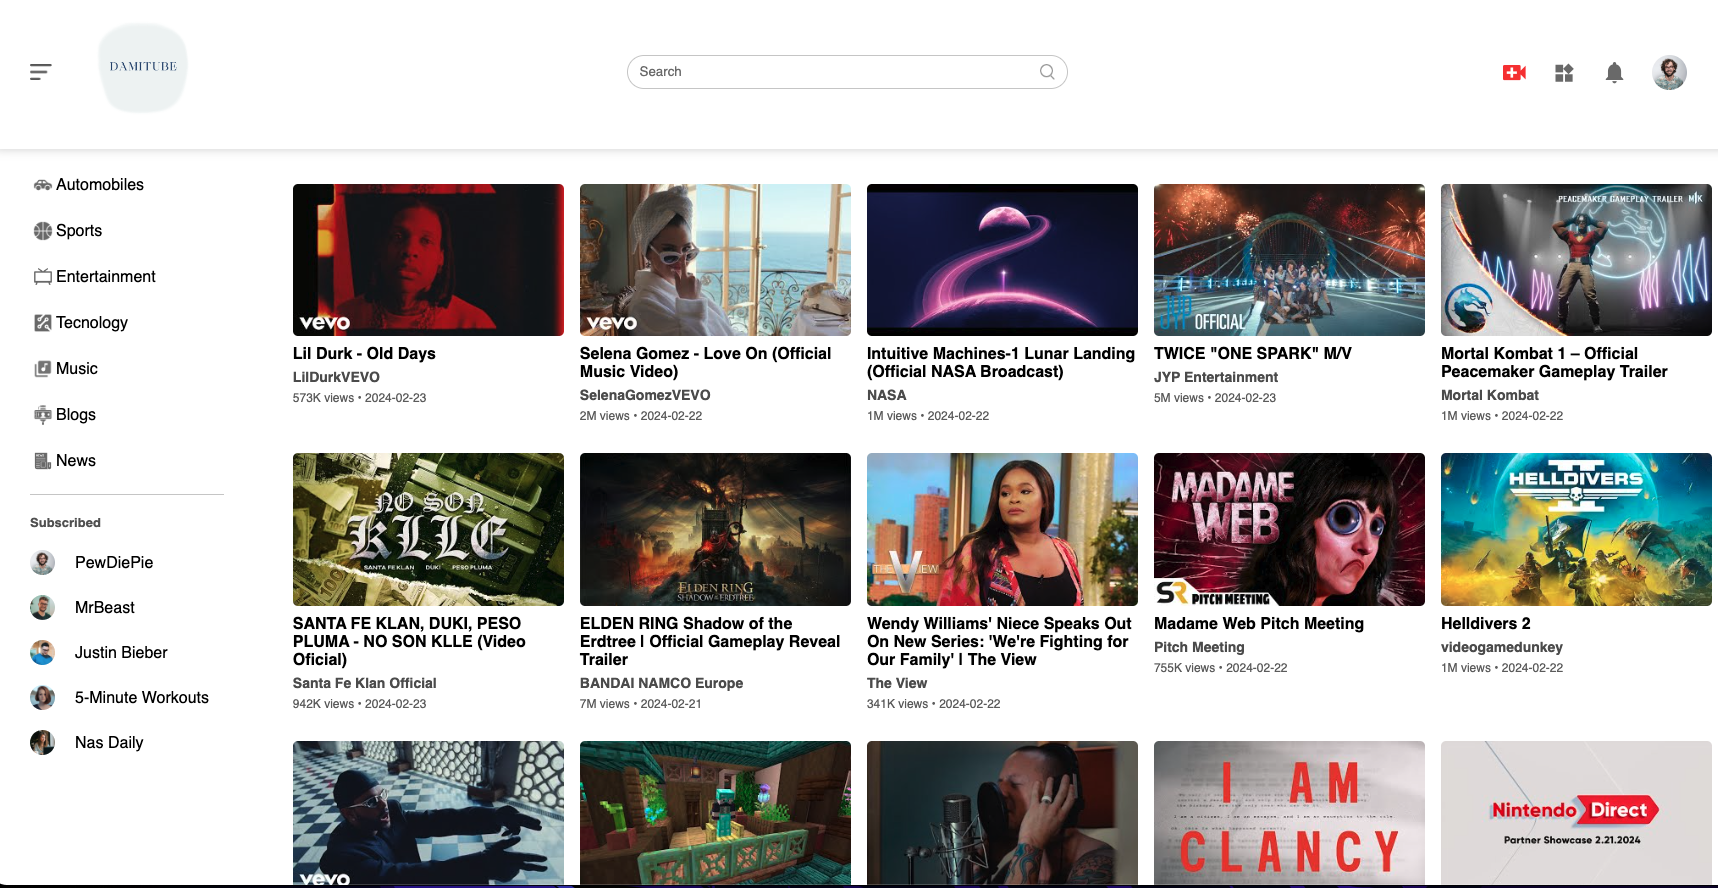 DAMITUBE
Search
Automobiles
Sports
Entertainment
Tecnology
Music
Blogs
News
Subscribed
PewDiePie
MrBeast
Justin Bieber
5-Minute Workouts
Nas Daily
vevo
Lil Durk - Old Days
LilDurkVEVO
573K views • 2024-02-23
vevo
Selena Gomez - Love On (Official
Music Video)
SelenaGomezVEVO
2M views • 2024-02-22
Intuitive Machines-1 Lunar Landing
(Official NASA Broadcast)
NASA
1M views • 2024-02-22
JYP OFFICIAL
TWICE "ONE SPARK" M/V
JYP Entertainment
5M views • 2024-02-23
PEACEMAKER GAMEPLAY TRAILER
Mortal Kombat 1 – Official
Peacemaker Gameplay Trailer
Mortal Kombat
1M views • 2024-02-22
NO SON
KLLE
SANTA FE KLAN DUKI PESO PLUMA
SANTA FE KLAN, DUKI, PESO
PLUMA - NO SON KLLE (Video
Oficial)
Santa Fe Klan Official
942K views • 2024-02-23
ELDEN RING
SHADOW OF THE ERDTREE
ELDEN RING Shadow of the
Erdtree | Official Gameplay Reveal
Trailer
BANDAI NAMCO Europe
7M views • 2024-02-21
THE VIEW
Wendy Williams' Niece Speaks Out
On New Series: 'We're Fighting for
Our Family' | The View
The View
341K views • 2024-02-22
MADAME
WEB
SR PITCH MEETING
Madame Web Pitch Meeting
Pitch Meeting
755K views • 2024-02-22
HELLDIVERS
II
Helldivers 2
videogamedunkey
1M views • 2024-02-22
vevo
I AM
CLANCY
Nintendo Direct
Partner Showcase 2.21.2024